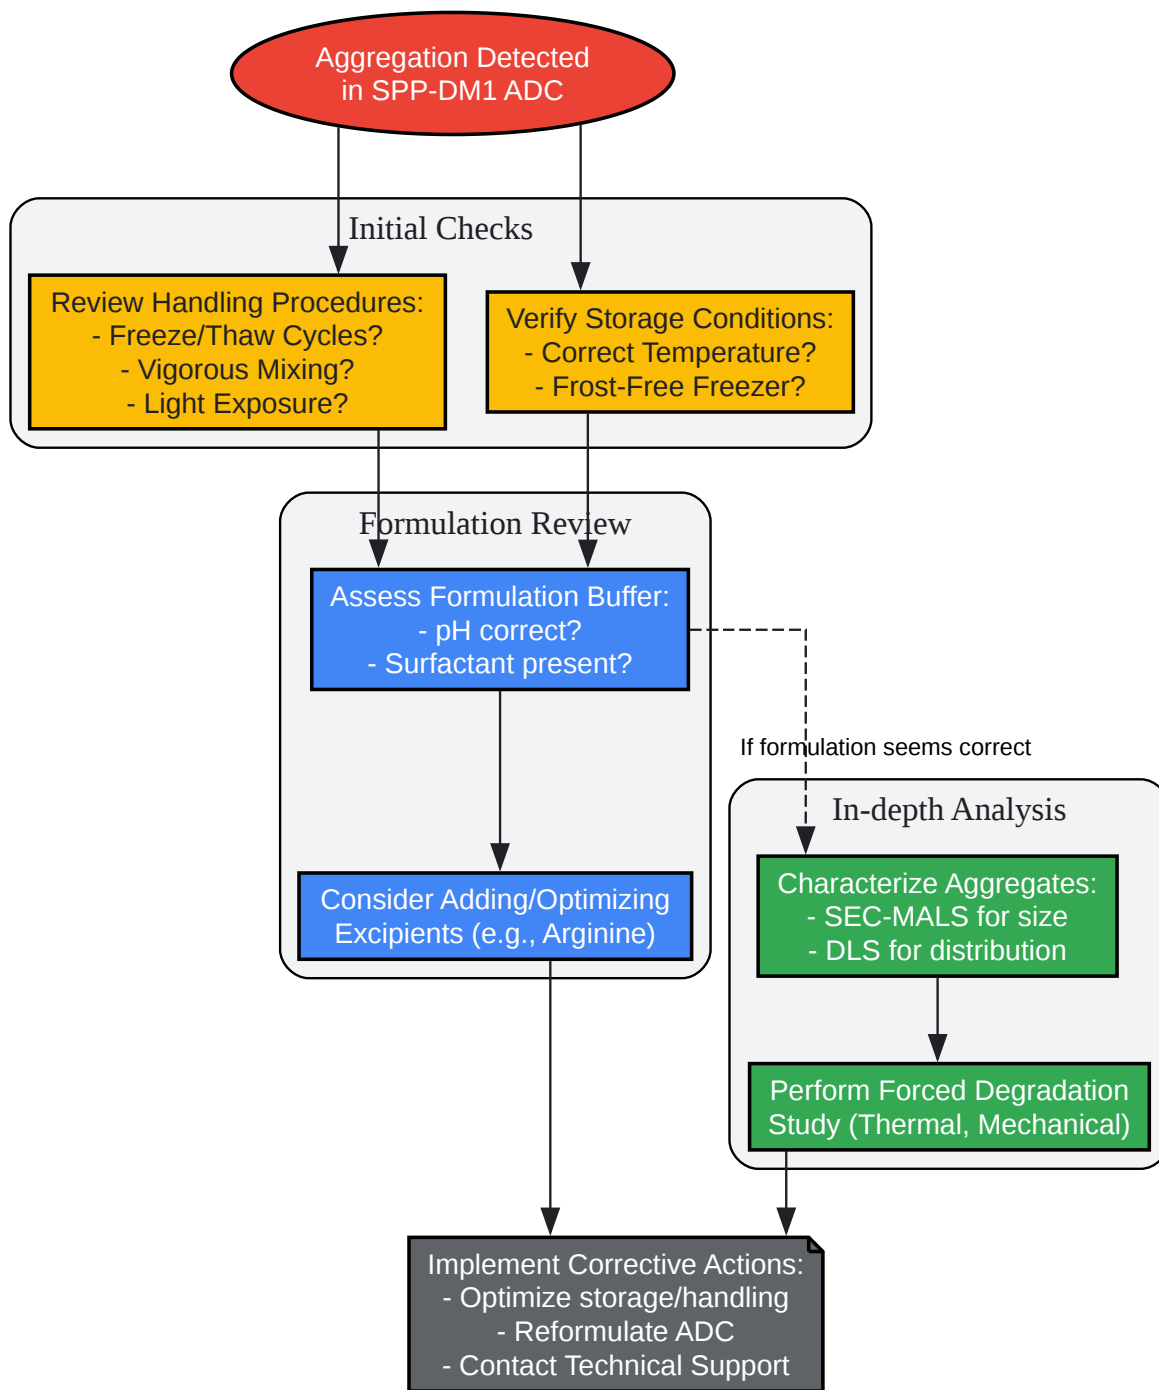 Aggregation Detected
in SPP-DM1 ADC
Initial Checks
Review Handling Procedures:
- Freeze/Thaw Cycles?
- Vigorous Mixing?
- Light Exposure?
Verify Storage Conditions:
- Correct Temperature?
- Frost-Free Freezer?
Formulation Review
Assess Formulation Buffer:
- pH correct?
- Surfactant present?
If formulation seems correct
In-depth Analysis
Consider Adding/Optimizing
Excipients (e.g., Arginine)
Characterize Aggregates:
- SEC-MALS for size
- DLS for distribution
Perform Forced Degradation
Study (Thermal, Mechanical)
Implement Corrective Actions:
- Optimize storage/handling
- Reformulate ADC
- Contact Technical Support